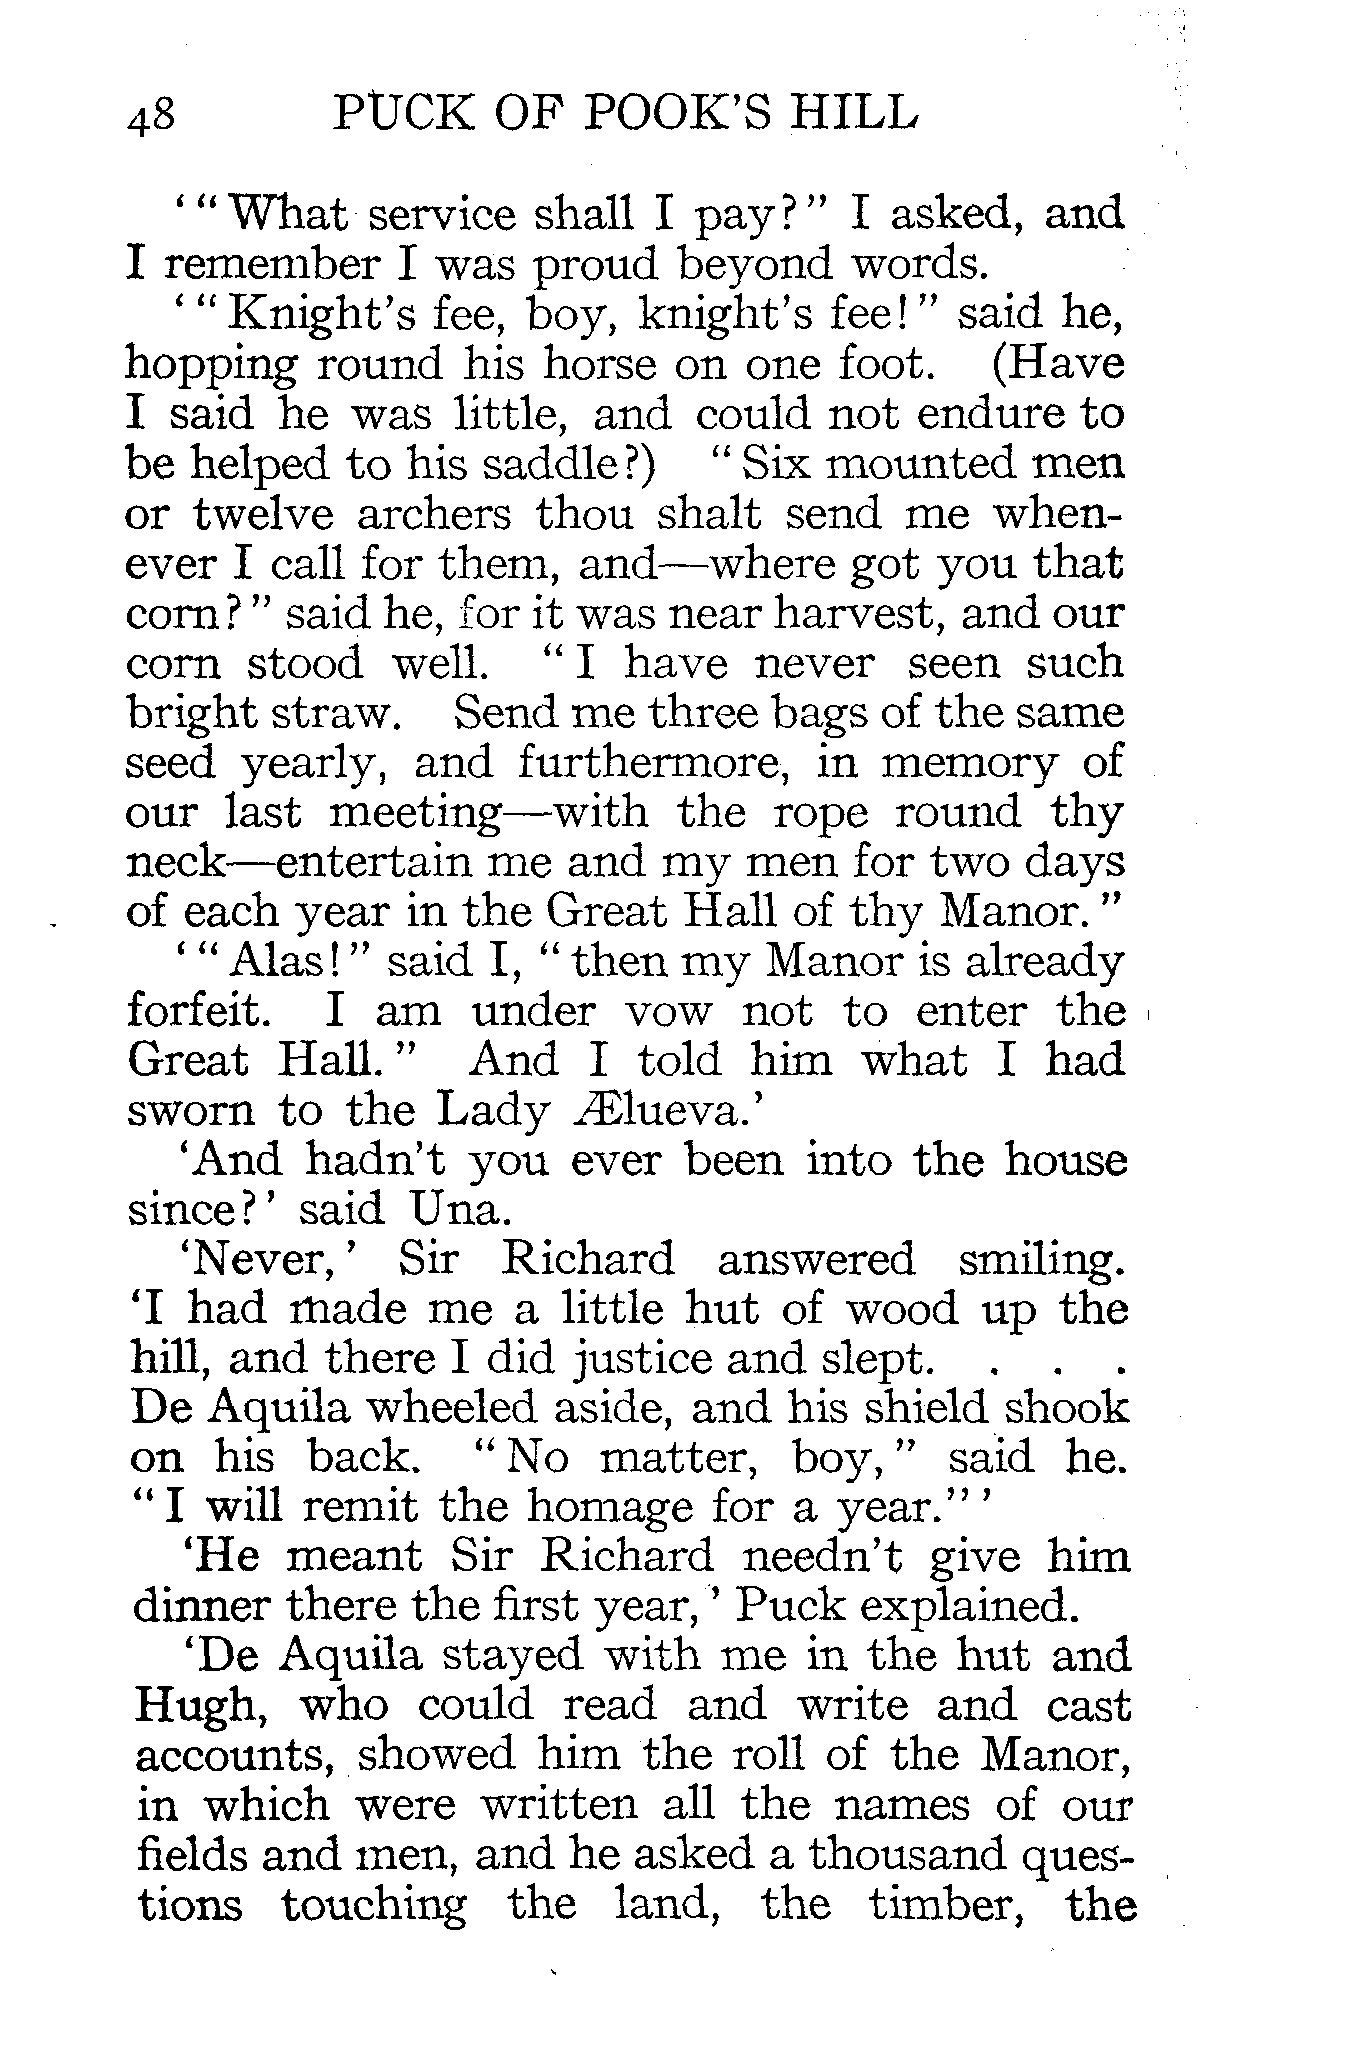 48 PUCK OF POOK'S HILL
‘“What service shall I pay?” I asked, and
I remember I was proud beyond words.
‘“Knight's fee, boy, knight's fee!” said he,
hopping round his horse on one foot. (Have
I said he was little, and could not endure to
be helped to his saddle?) “Six mounted men
or twelve archers thou shalt send me when-
ever I call for them, and—where got you that
corn?” said he, for it was near harvest, and our
corn stood well. “I have never seen such
bright straw. Send me three bags of the same
seed yearly, and furthermore, in memory of
our last meeting—with the rope round thy
neck—entertain me and my men for two days
of each year in the Great Hall of thy Manor.”
‘“Alas!” said I, “then my Manor is already
forfeit. I am under vow not to enter the
Great Hall.” And I told him what I had
sworn to the Lady Ælueva.’
‘And hadn't you ever been into the house
since?’ said Una.
‘Never,’ Sir Richard answered smiling.
‘I had made me a little hut of wood up the
hill, and there I did justice and slept. . . .
De Aquila wheeled aside, and his shield shook
on his back. “No matter, boy,” said he.
“I will remit the homage for a year.”’
‘He meant Sir Richard needn't give him
dinner there the first year,’ Puck explained.
‘De Aquila stayed with me in the hut and
Hugh, who could read and write and cast
accounts, showed him the roll of the Manor,
in which were written all the names of our
fields and men, and he asked a thousand ques-
tions touching the land, the timber, the